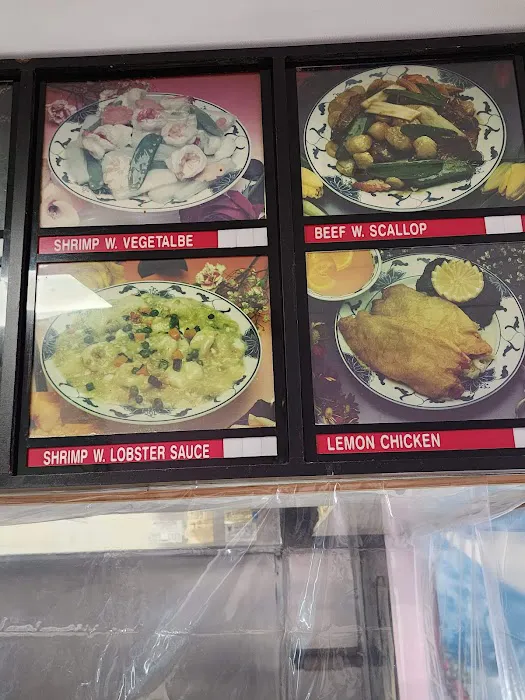 SHRIMP W. VEGETALBE
BEEF W. SCALLOP
SHRIMP W. LOBSTER SAUCE
LEMON CHICKEN